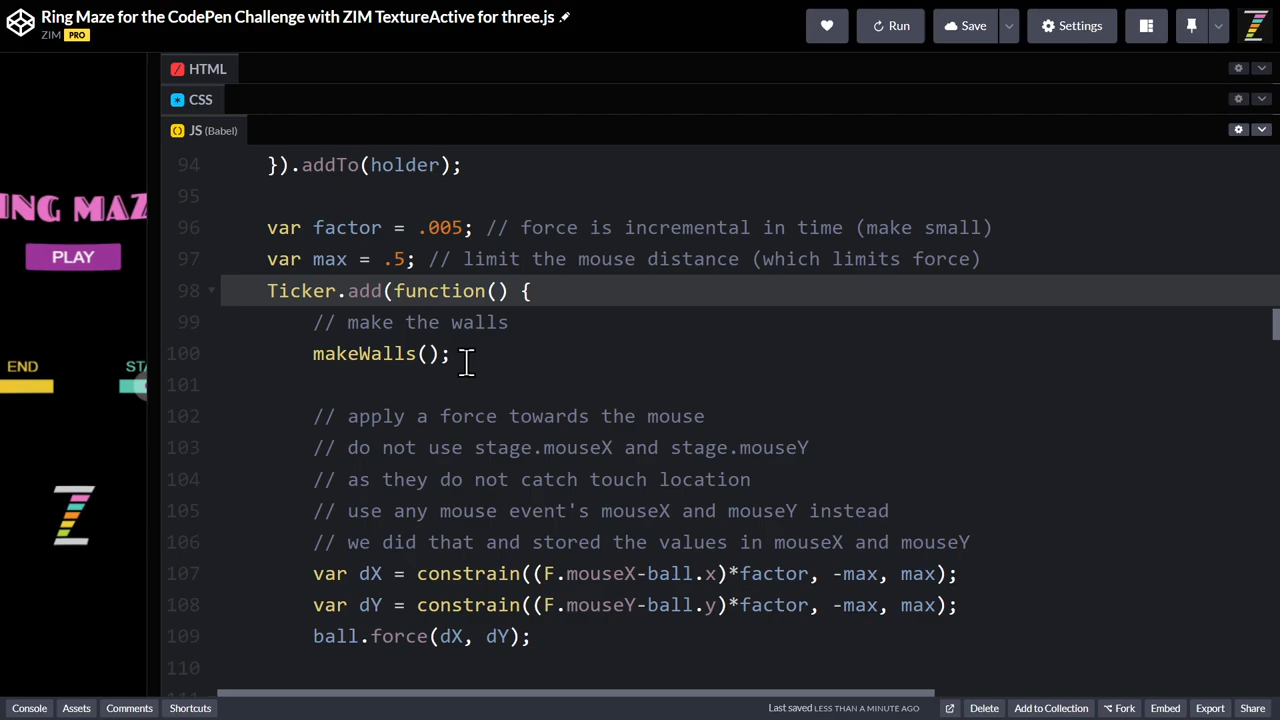 Ring Maze for the CodePen Challenge with ZIM TextureActive for three.js
ZIM PRO
Run
Save
Settings
HTML
CSS
JS (Babel)
ING MAZ
PLAY
END
STA
94 }).addTo(holder);
95
96 var factor = .005; // force is incremental in time (make small)
97 var max = .5; // limit the mouse distance (which limits force)
98 Ticker.add(function() {
99 // make the walls
100 makeWalls();
101
102 // apply a force towards the mouse
103 // do not use stage.mouseX and stage.mouseY
104 // as they do not catch touch location
105 // use any mouse event's mouseX and mouseY instead
106 // we did that and stored the values in mouseX and mouseY
107 var dX = constrain((F.mouseX-ball.x)*factor, -max, max);
108 var dY = constrain((F.mouseY-ball.y)*factor, -max, max);
109 ball.force(dX, dY);
110
Console Assets Comments Shortcuts
Last saved LESS THAN A MINUTE AGO
Delete Add to Collection Fork Embed Export Share